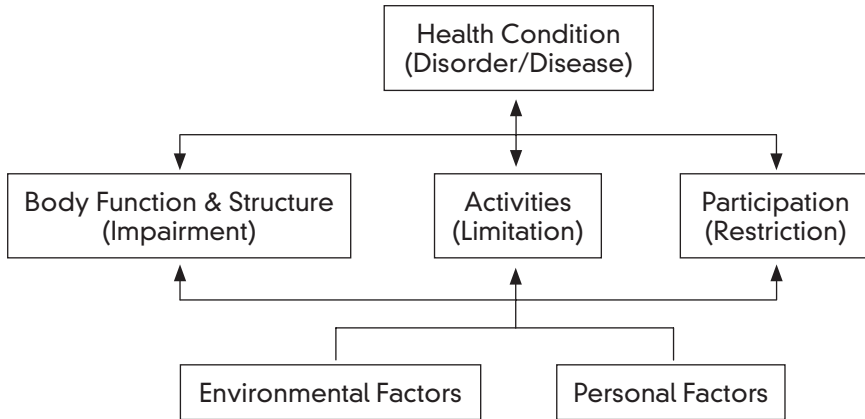 Health Condition
(Disorder/Disease)
Body Function & Structure
(Impairment)
Activities
(Limitation)
Participation
(Restriction)
Environmental Factors
Personal Factors